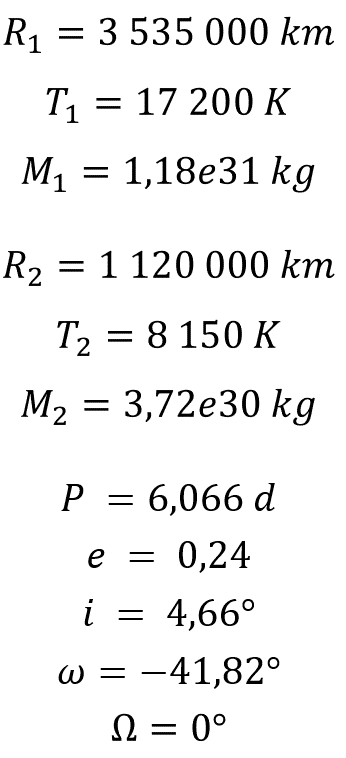 R₁ = 3 535 000 km
T₁ = 17 200 K
M₁ = 1,18e31 kg
R₂ = 1 120 000 km
T₂ = 8 150 K
M₂ = 3,72e30 kg
P = 6,066 d
e = 0,24
i = 4,66°
ω = −41,82°
Ω = 0°